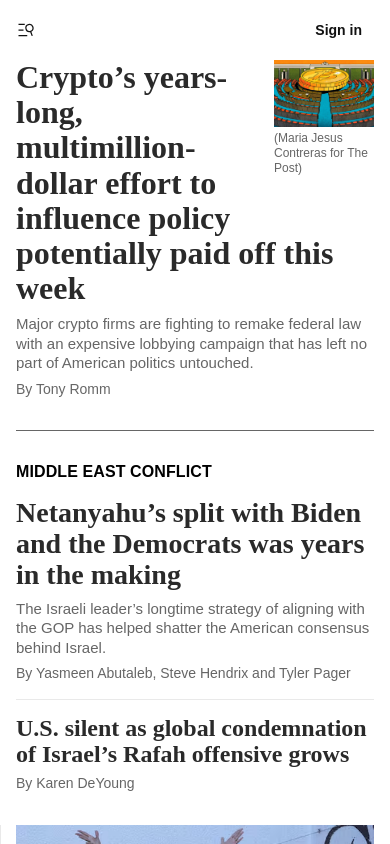 Sign in
Crypto’s years-
long,
multimillion-
dollar effort to
influence policy
potentially paid off this
week
(Maria Jesus
Contreras for The
Post)
Major crypto firms are fighting to remake federal law
with an expensive lobbying campaign that has left no
part of American politics untouched.
By Tony Romm
MIDDLE EAST CONFLICT
Netanyahu’s split with Biden
and the Democrats was years
in the making
The Israeli leader’s longtime strategy of aligning with
the GOP has helped shatter the American consensus
behind Israel.
By Yasmeen Abutaleb, Steve Hendrix and Tyler Pager
U.S. silent as global condemnation
of Israel’s Rafah offensive grows
By Karen DeYoung